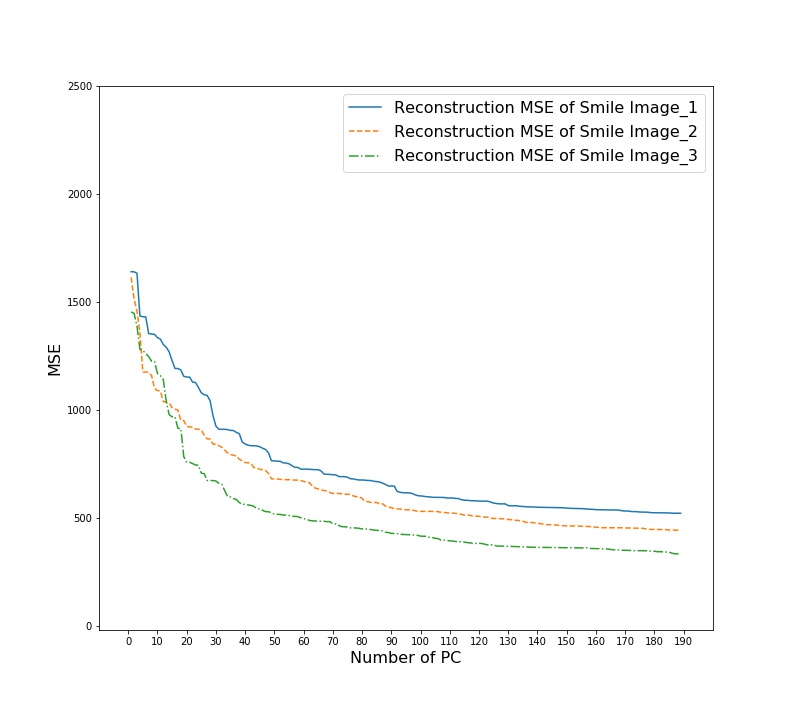 2500
2000
1500
1000
500
0
MSE
Reconstruction MSE of Smile Image_1
Reconstruction MSE of Smile Image_2
Reconstruction MSE of Smile Image_3
0 10 20 30 40 50 60 70 80 90 100 110 120 130 140 150 160 170 180 190
Number of PC